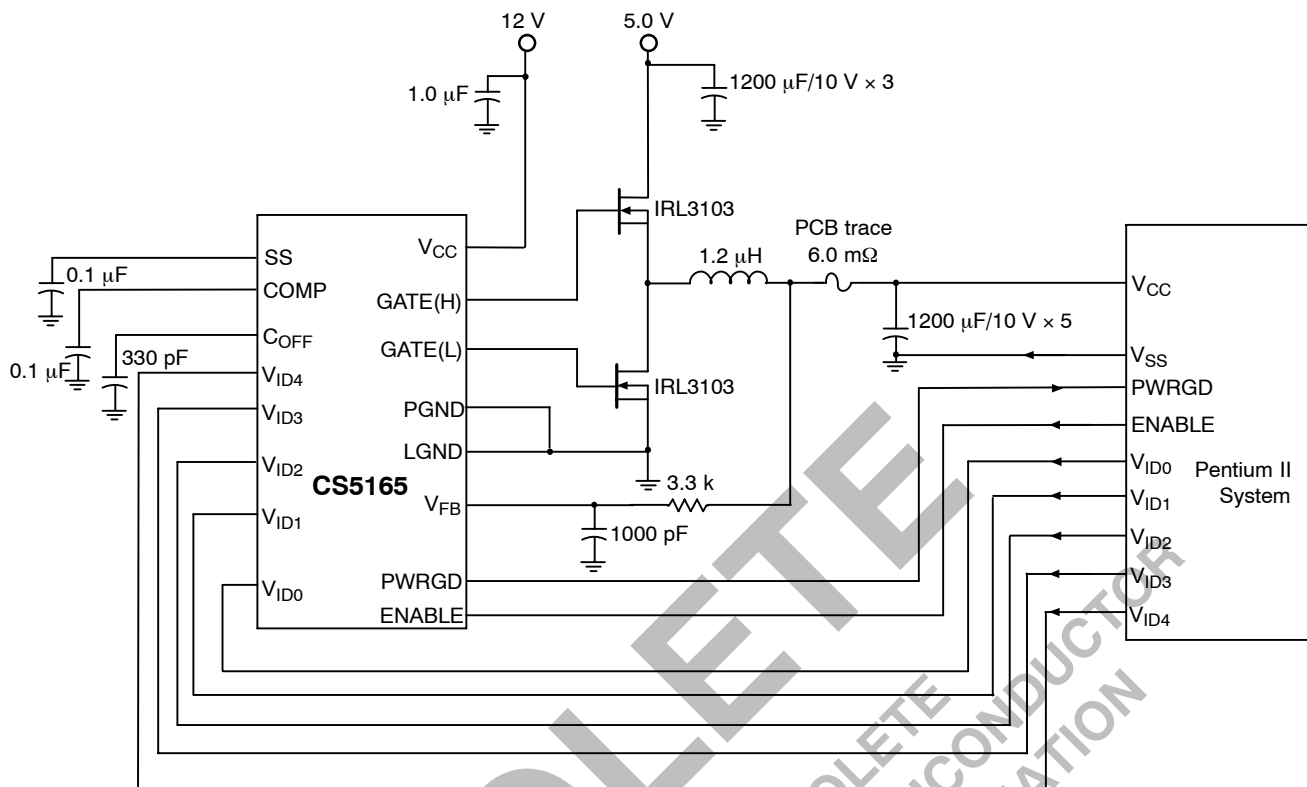 12 V
5.0 V
1.0 μF
1200 μF/10 V × 3
IRL3103
PCB trace
6.0 mΩ
1.2 μH
SS
COMP
COFF
VID4
VID3
VID2
VID1
VID0
0.1 μF
0.1 μF
330 pF
CS5165
VCC
GATE(H)
GATE(L)
PGND
LGND
VFB
PWRGD
ENABLE
IRL3103
3.3 k
1000 pF
1200 μF/10 V × 5
VCC
VSS
PWRGD
ENABLE
VID0
VID1
VID2
VID3
VID4
Pentium II
System